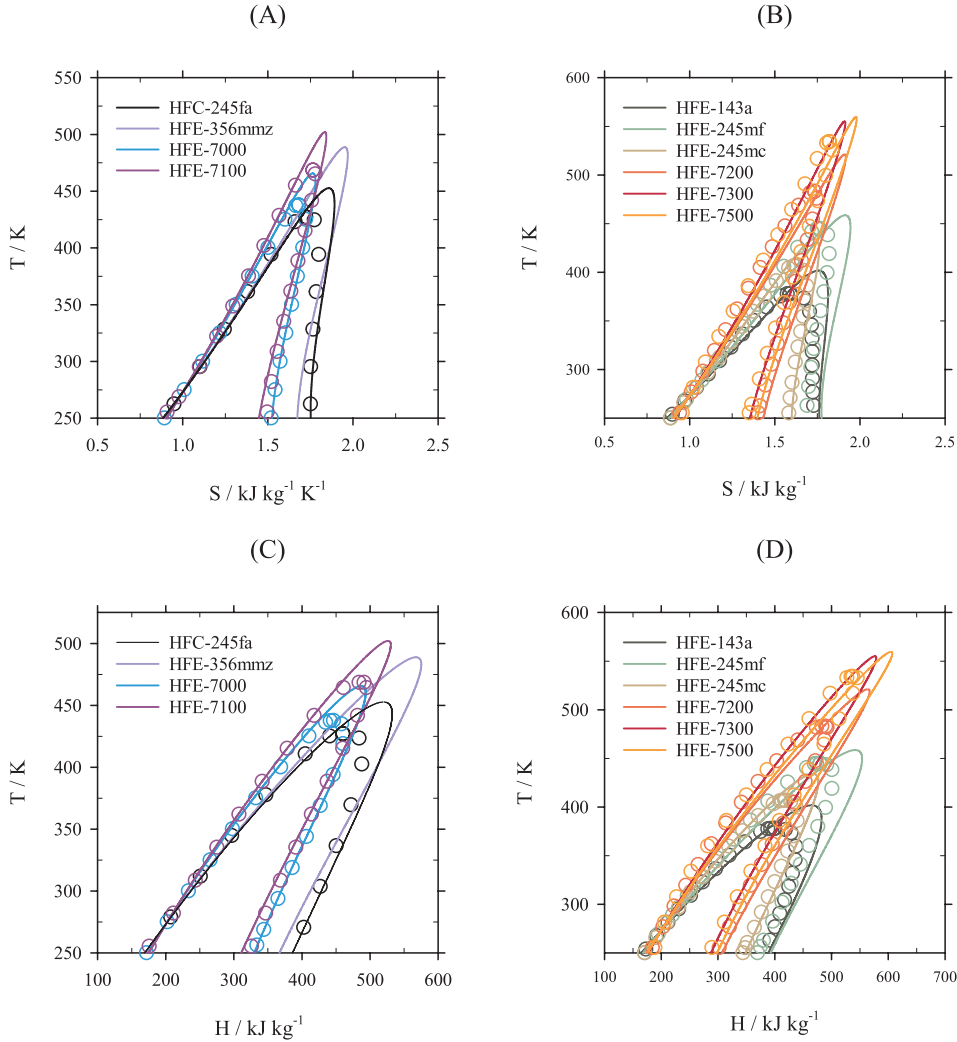 (A)
550
500
450
400
350
300
250
T / K
HFC-245fa
HFE-356mmz
HFE-7000
HFE-7100
0.5 1.0 1.5 2.0 2.5
S / kJ kg⁻¹ K⁻¹
(B)
600
500
400
300
T / K
HFE-143a
HFE-245mf
HFE-245mc
HFE-7200
HFE-7300
HFE-7500
0.5 1.0 1.5 2.0 2.5
S / kJ kg⁻¹
(C)
500
450
400
350
300
250
T / K
HFC-245fa
HFE-356mmz
HFE-7000
HFE-7100
100 200 300 400 500 600
H / kJ kg⁻¹
(D)
600
500
400
300
T / K
HFE-143a
HFE-245mf
HFE-245mc
HFE-7200
HFE-7300
HFE-7500
100 200 300 400 500 600 700
H / kJ kg⁻¹